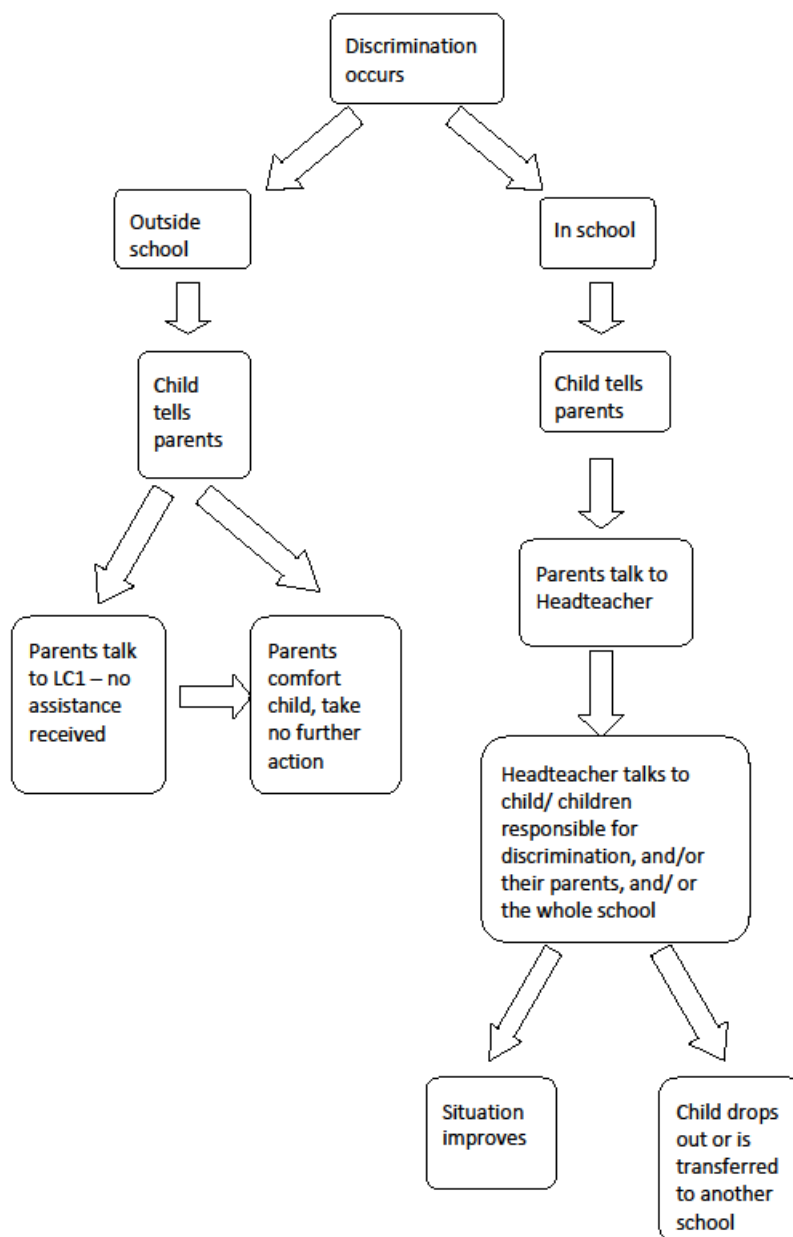 Discrimination
occurs
Outside
school
In school
Child
tells
parents
Child tells
parents
Parents talk to
Headteacher
Parents talk
to LC1 – no
assistance
received
Parents
comfort
child, take
no further
action
Headteacher talks to
child/ children
responsible for
discrimination, and/or
their parents, and/ or
the whole school
Situation
improves
Child drops
out or is
transferred
to another
school